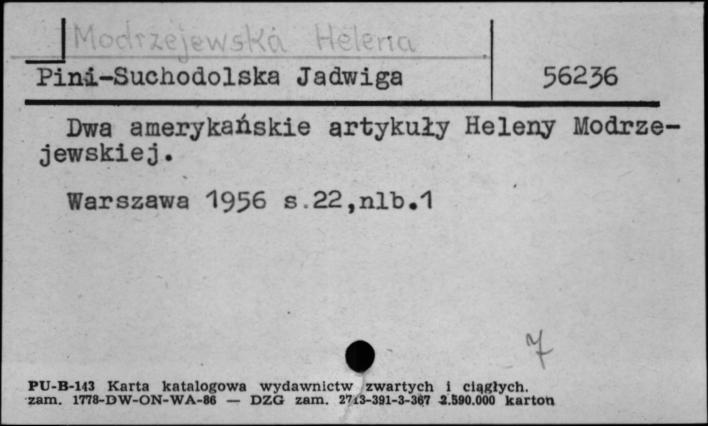 Modrzejewska Helena
Pini-Suchodolska Jadwiga 56236
Dwa amerykańskie artykuły Heleny Modrze-
jewskiej.
Warszawa 1956 s.22,nlb.1
7
PU-B-143 Karta katalogowa wydawnictw zwartych i ciągłych.
zam. 1778-DW-ON-WA-86 — DZG zam. 2713-391-3-367 2.590.000 karton